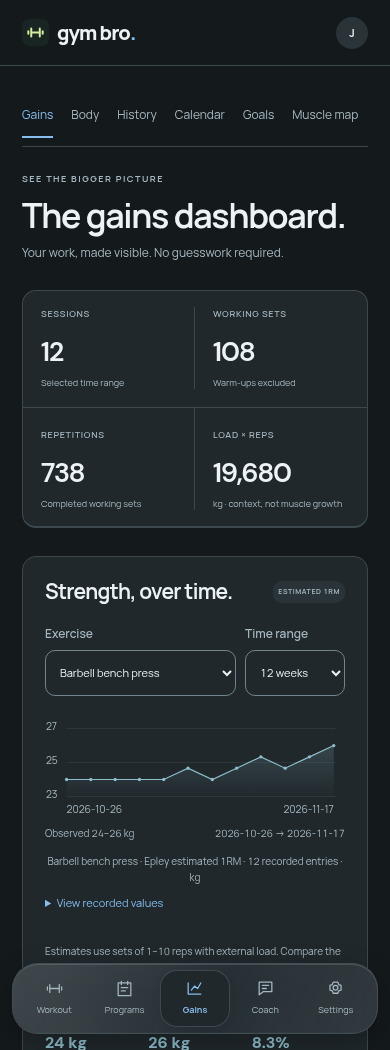 gym bro.
J
Gains Body History Calendar Goals Muscle map
SEE THE BIGGER PICTURE
The gains dashboard.
Your work, made visible. No guesswork required.
SESSIONS
12
Selected time range
WORKING SETS
108
Warm-ups excluded
REPETITIONS
738
Completed working sets
LOAD × REPS
19,680
kg · context, not muscle growth
Strength, over time.
ESTIMATED 1RM
Exercise
Time range
Barbell bench press
12 weeks
27
25
23
2026-10-26
2026-11-17
Observed 24–26 kg
2026-10-26 → 2026-11-17
Barbell bench press · Epley estimated 1RM · 12 recorded entries ·
kg
View recorded values
Estimates use sets of 1–10 reps with external load. Compare the
Workout Programs Gains Coach Settings
24 kg 26 kg 8.3%